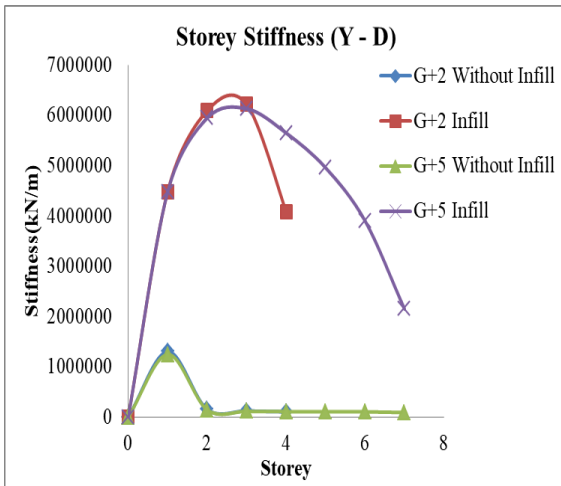 Storey Stiffness (Y - D)
Stiffness(kN/m)
7000000
6000000
5000000
4000000
3000000
2000000
1000000
0
0 2 4 6 8
Storey
G+2 Without Infill
G+2 Infill
G+5 Without Infill
G+5 Infill